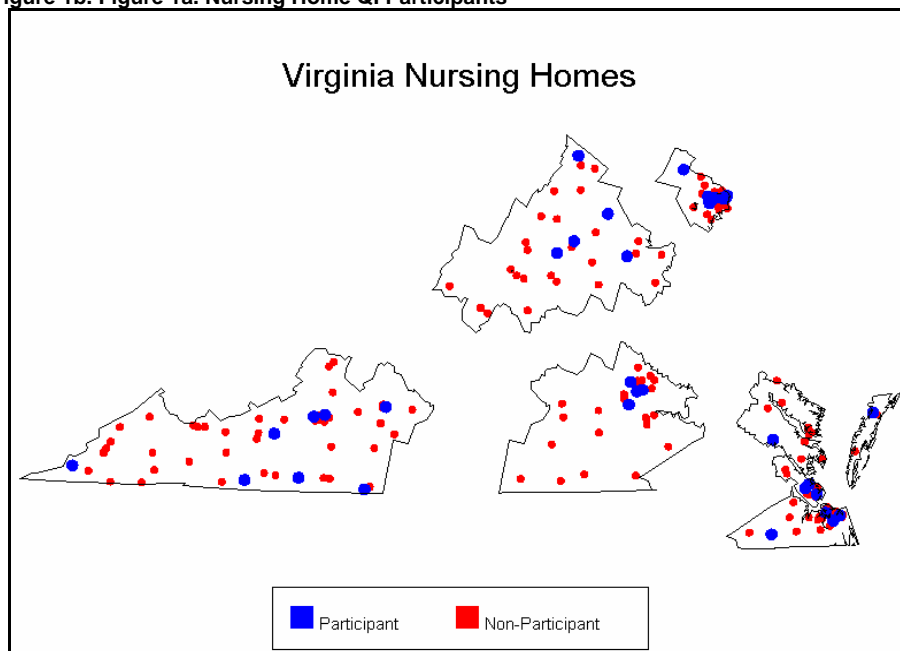 igure 1b. Figure 1a. Nursing Home QI Participants
Virginia Nursing Homes
Participant
Non-Participant